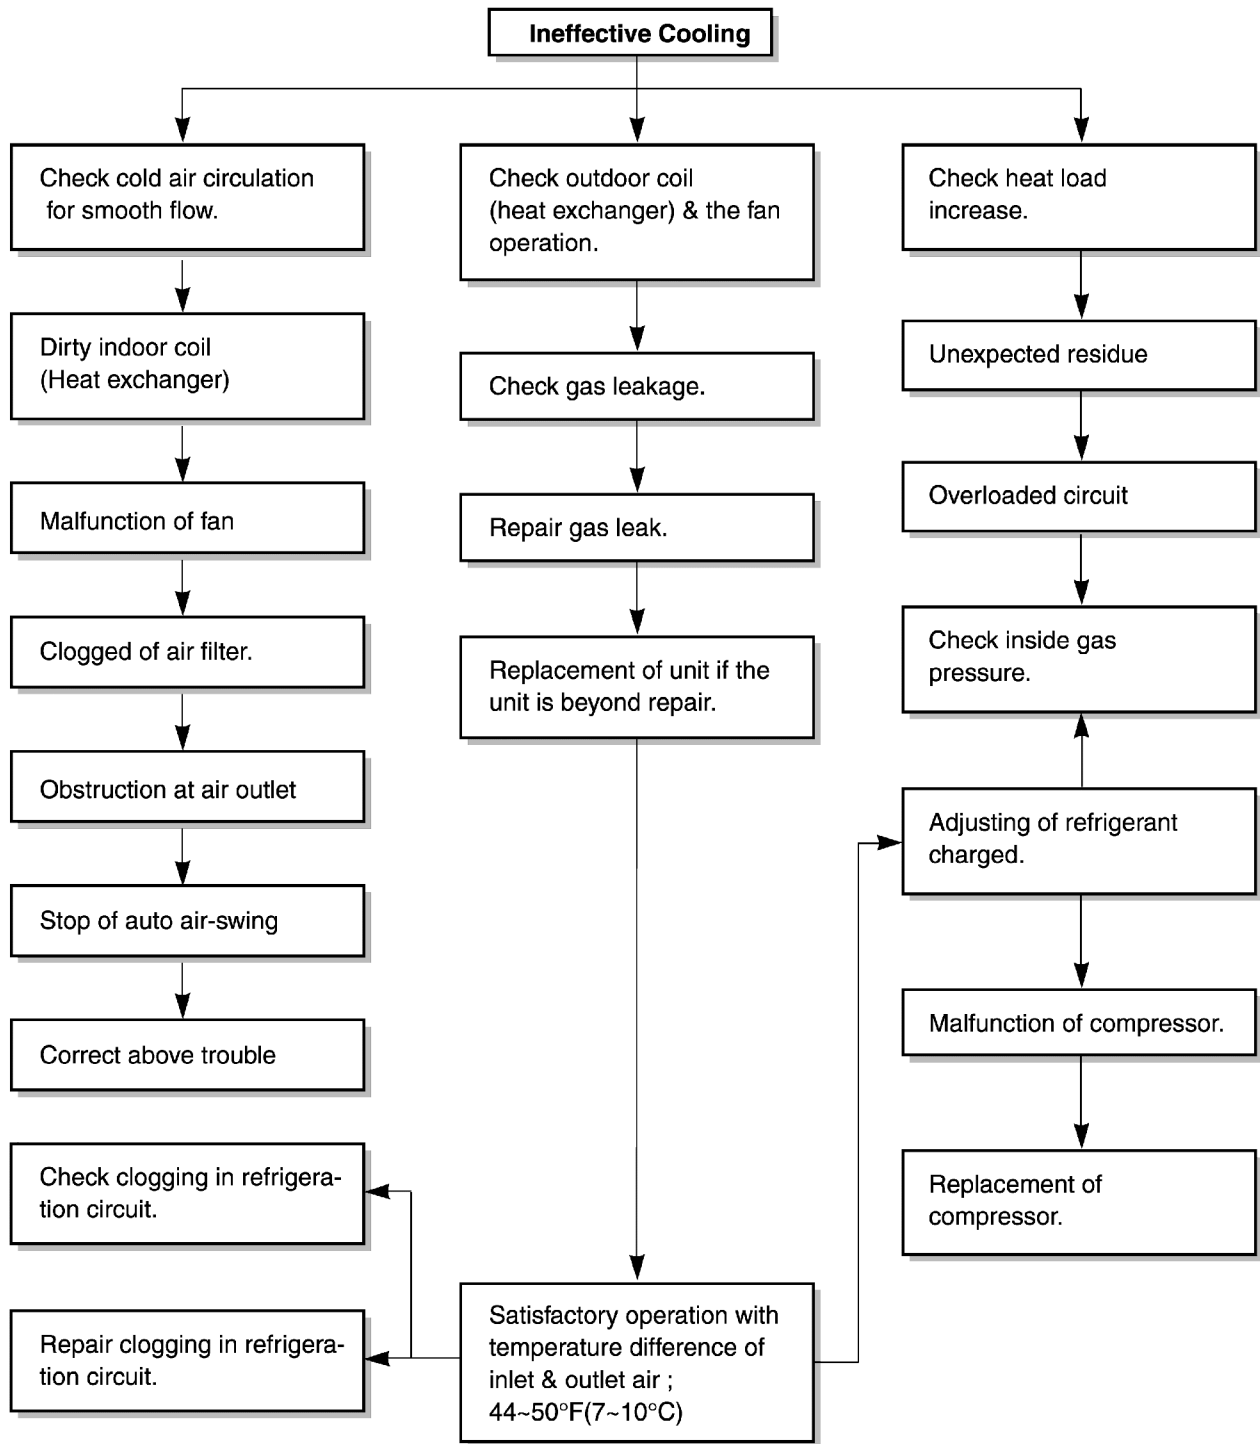 Ineffective Cooling
Check cold air circulation
for smooth flow.
Dirty indoor coil
(Heat exchanger)
Malfunction of fan
Clogged of air filter.
Obstruction at air outlet
Stop of auto air-swing
Correct above trouble
Check clogging in refrigera-
tion circuit.
Repair clogging in refrigera-
tion circuit.
Check outdoor coil
(heat exchanger) & the fan
operation.
Check gas leakage.
Repair gas leak.
Replacement of unit if the
unit is beyond repair.
Satisfactory operation with
temperature difference of
inlet & outlet air ;
44~50°F(7~10°C)
Check heat load
increase.
Unexpected residue
Overloaded circuit
Check inside gas
pressure.
Adjusting of refrigerant
charged.
Malfunction of compressor.
Replacement of
compressor.